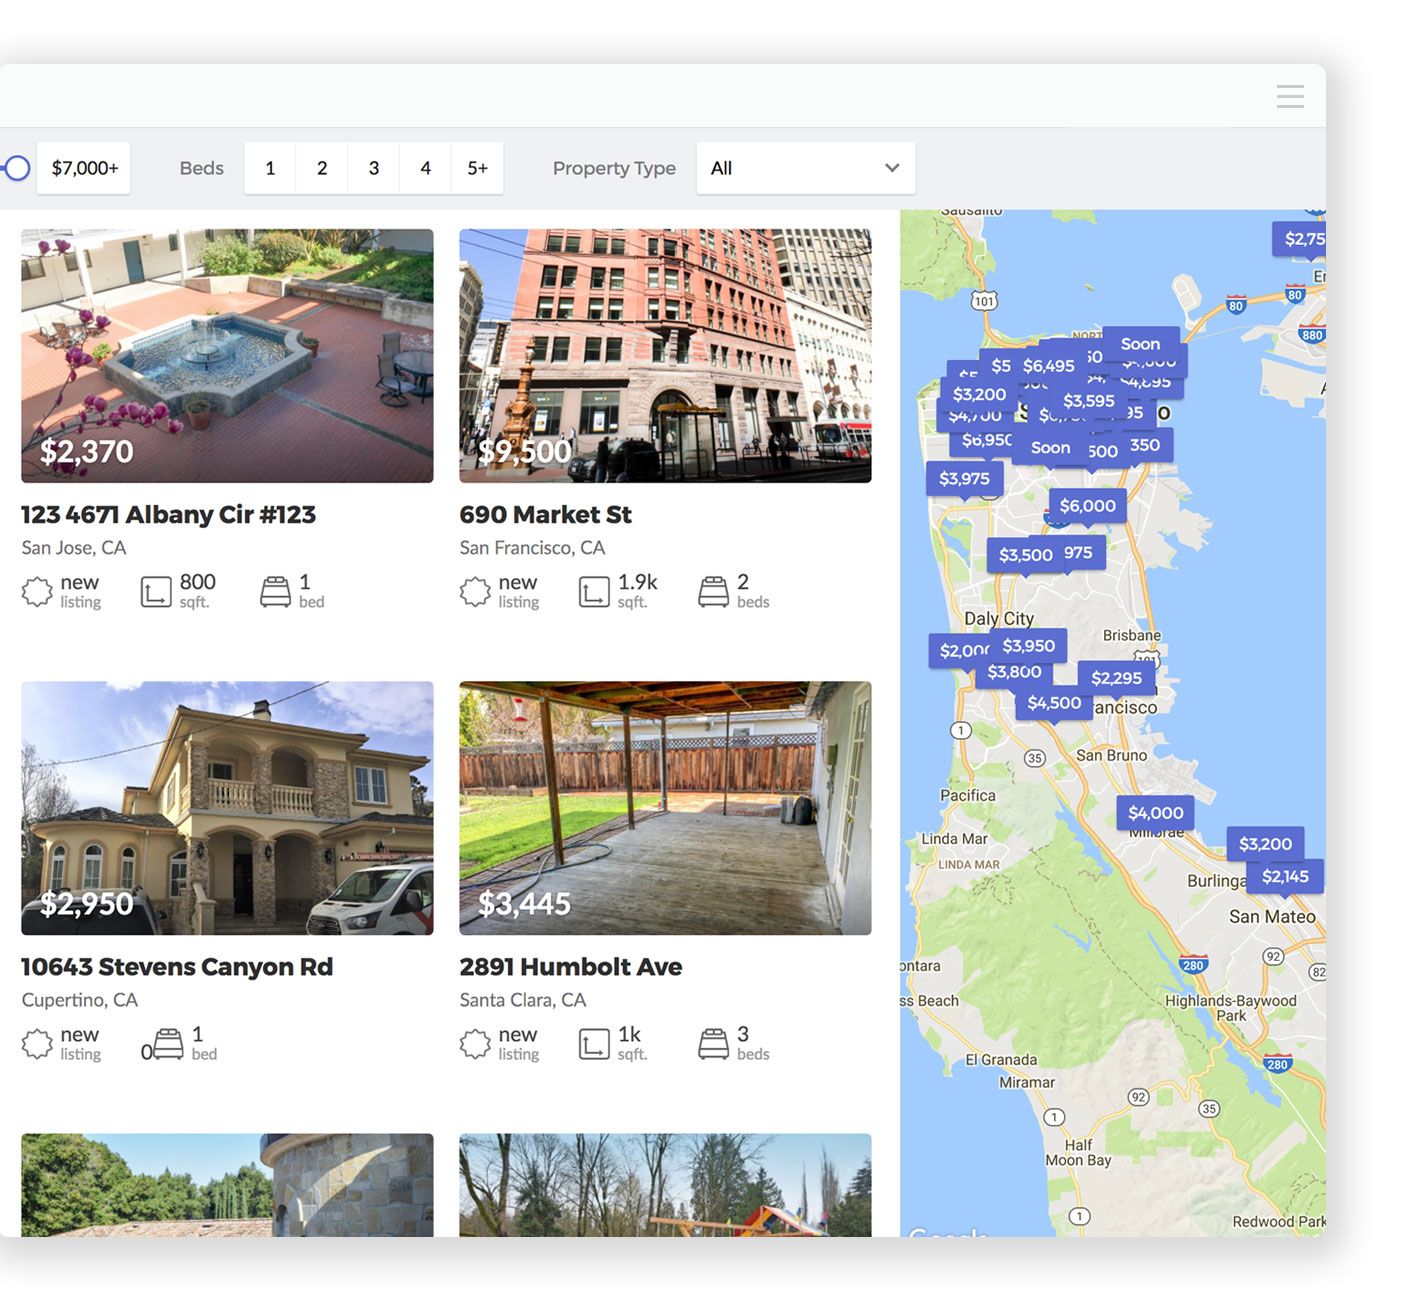 $7,000+
Beds
1
2
3
4
5+
Property Type
All
$2,370
123 4671 Albany Cir #123
San Jose, CA
new
listing
800
sqft.
1
bed
$9,500
690 Market St
San Francisco, CA
new
listing
1.9k
sqft.
2
beds
$2,950
10643 Stevens Canyon Rd
Cupertino, CA
new
listing
0
1
bed
$3,445
2891 Humbolt Ave
Santa Clara, CA
new
listing
1k
sqft.
3
beds
Sausalito
$2,75
101
80
80
880
Soon
$5
$6,495
$3,200
$3,595
$4,895
$4,700
$6,950
Soon
500
350
$3,975
$6,000
$3,500
975
Daly City
Brisbane
101
$2,000
$3,950
$3,800
$2,295
$4,500
rancisco
1
35
San Bruno
Pacifica
$4,000
Millbrae
Linda Mar
LINDA MAR
$3,200
$2,145
Burlinga
San Mateo
92
82
280
ontara
ss Beach
Highlands-Baywood
Park
El Granada
Miramar
280
92
35
1
Half
Moon Bay
1
Redwood Park
Google